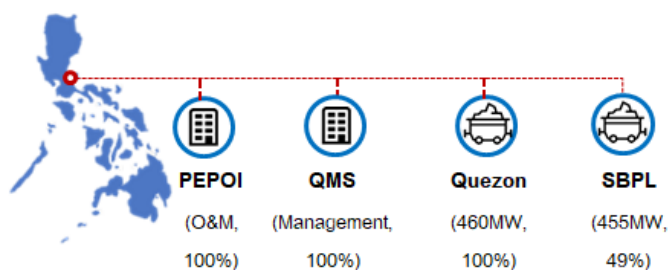 PEPOI QMS Quezon SBPL
(O&M, (Management, (460MW, (455MW,
100%) 100%) 100%) 49%)